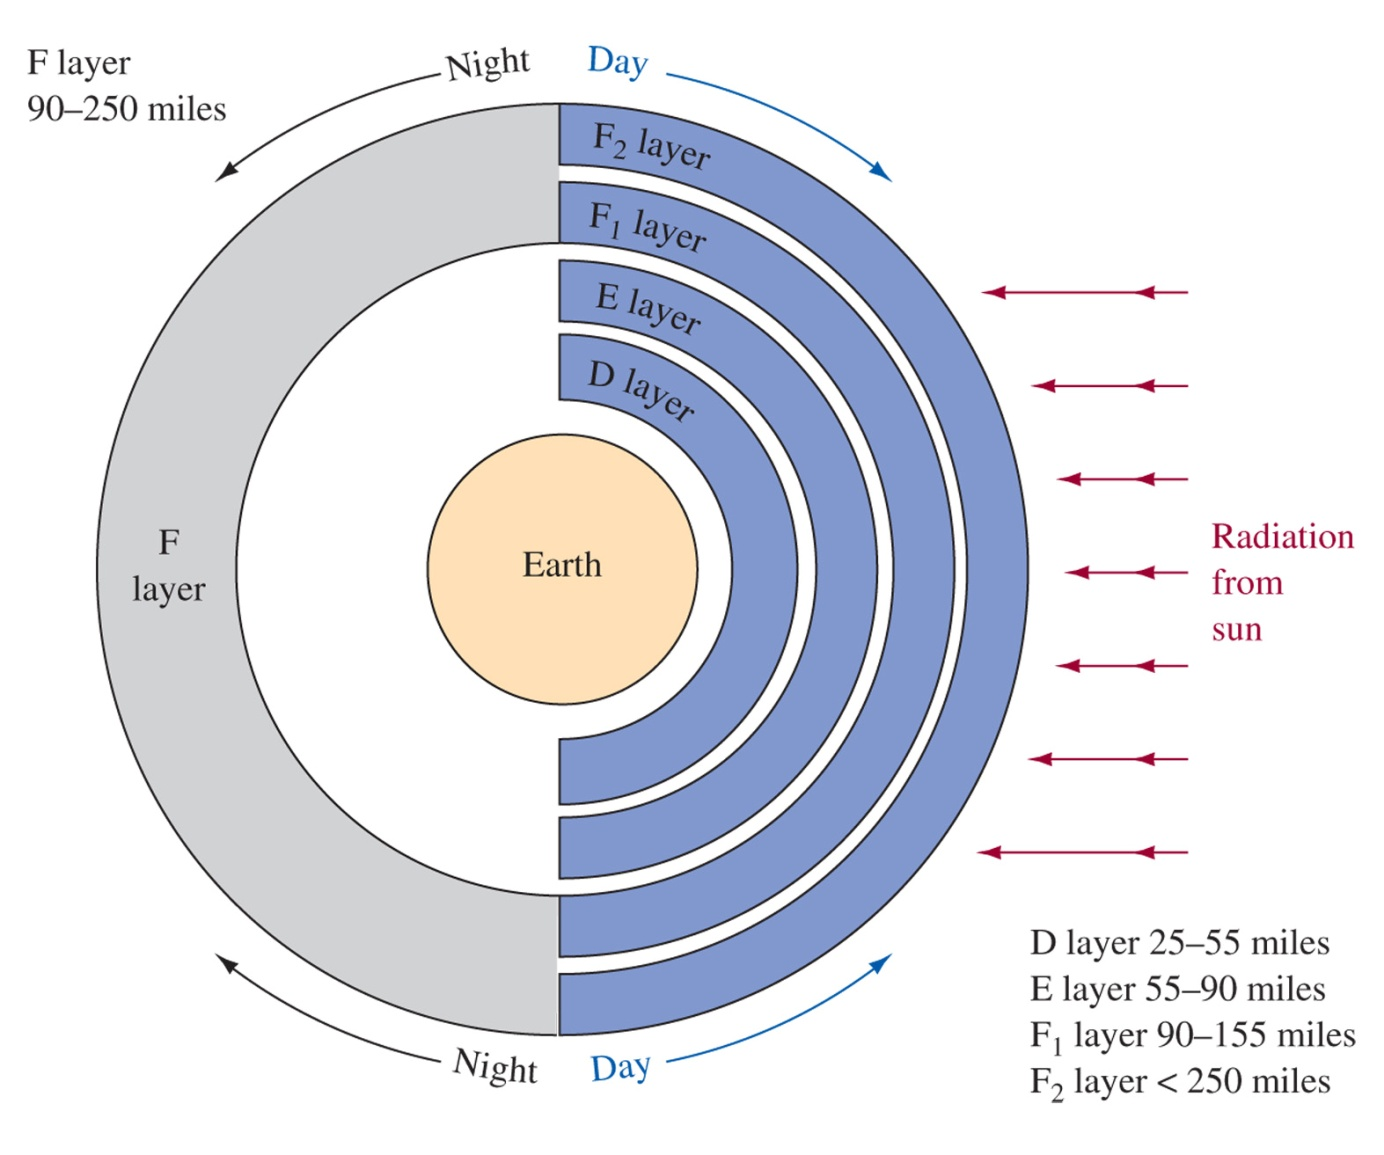 F layer
90–250 miles
Night
Day
F₂ layer
F₁ layer
E layer
D layer
Earth
F
layer
Radiation
from
sun
D layer 25–55 miles
E layer 55–90 miles
F₁ layer 90–155 miles
F₂ layer < 250 miles
Night
Day